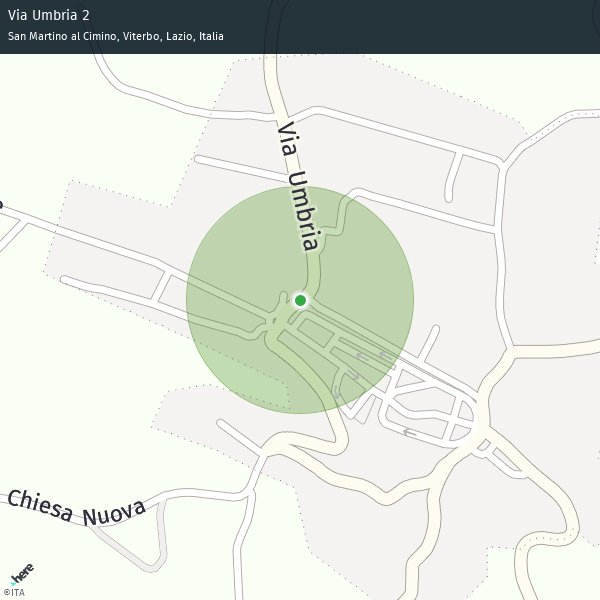 Via Umbria 2
San Martino al Cimino, Viterbo, Lazio, Italia
Via Umbria
Chiesa Nuova
here
©ITA